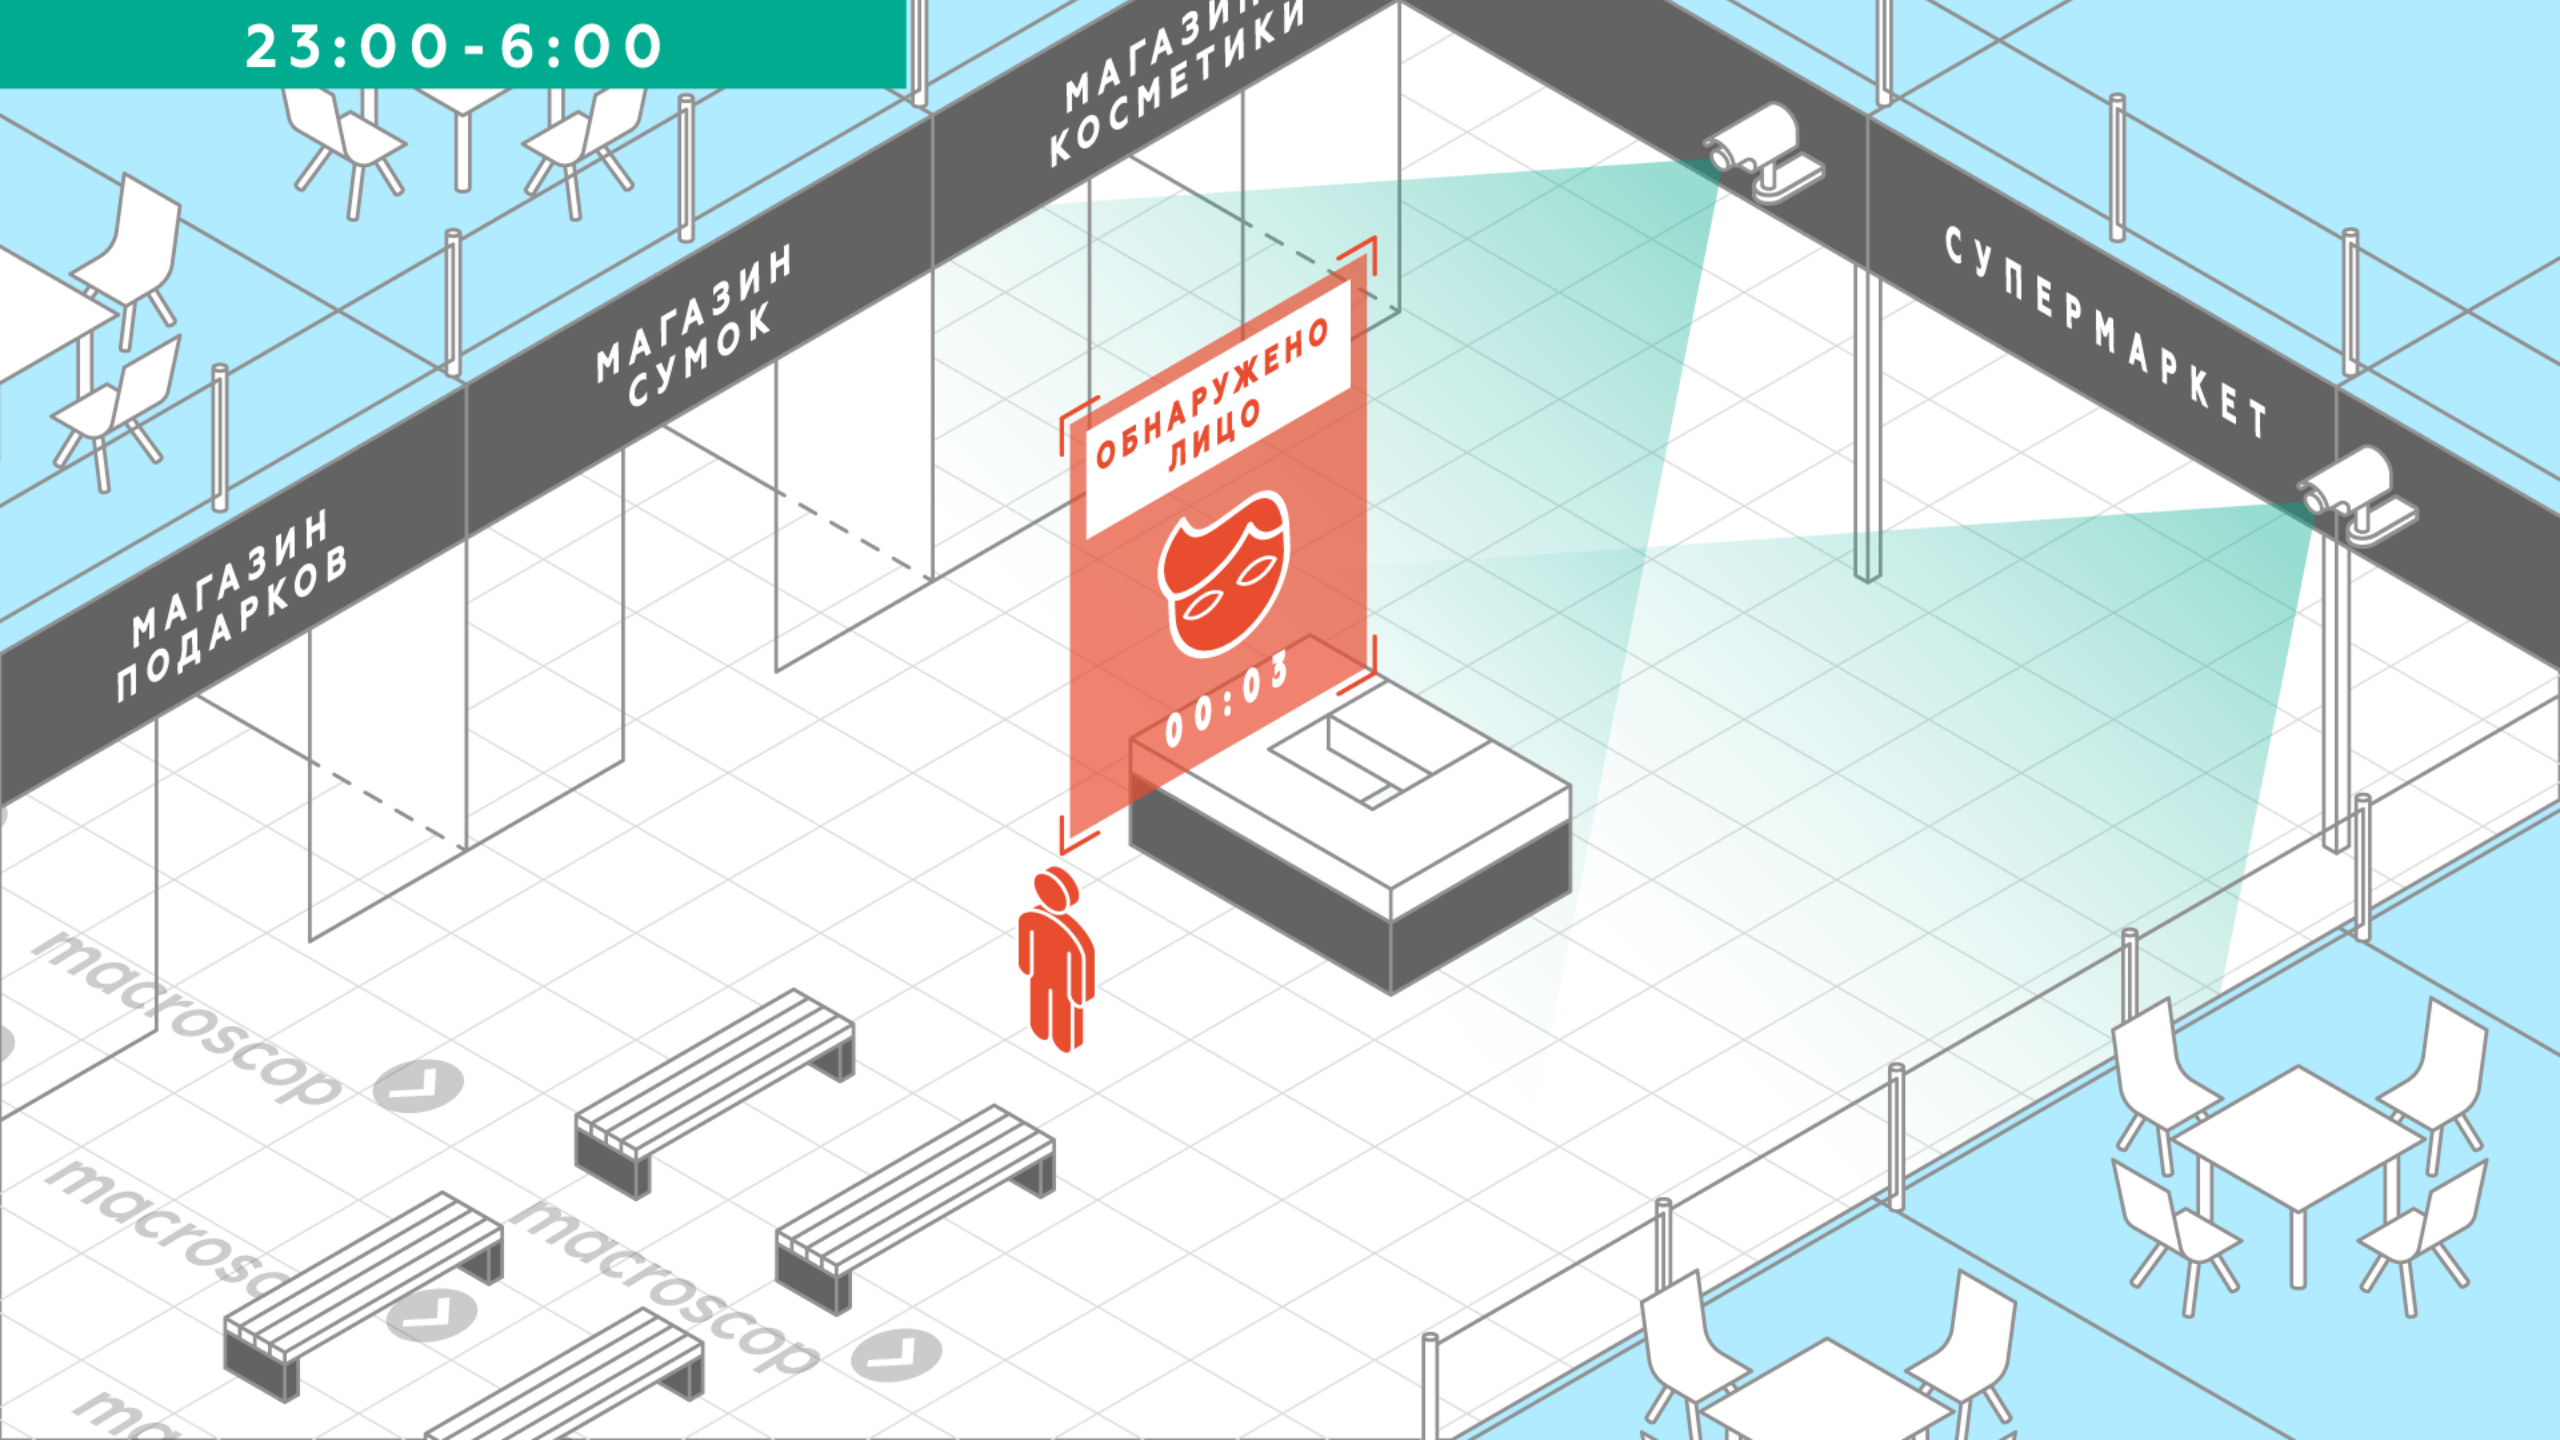 23:00-6:00
МАГАЗИН
КОСМЕТИКИ
СУПЕРМАРКЕТ
МАГАЗИН
СУМОК
ОБНАРУЖЕНО
ЛИЦО
00:03
МАГАЗИН
ПОДАРКОВ
macroscop
macroscop
macroscop